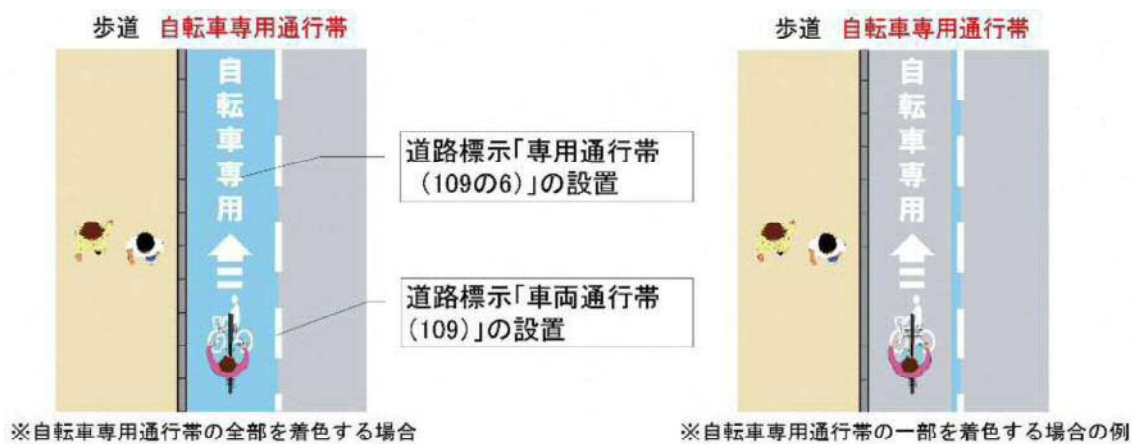 歩道 自転車専用通行帯
自転車専用
道路標示「専用通行帯
（109の6）」の設置
道路標示「車両通行帯
（109）」の設置
※自転車専用通行帯の全部を着色する場合
歩道 自転車専用通行帯
自転車専用
※自転車専用通行帯の一部を着色する場合の例